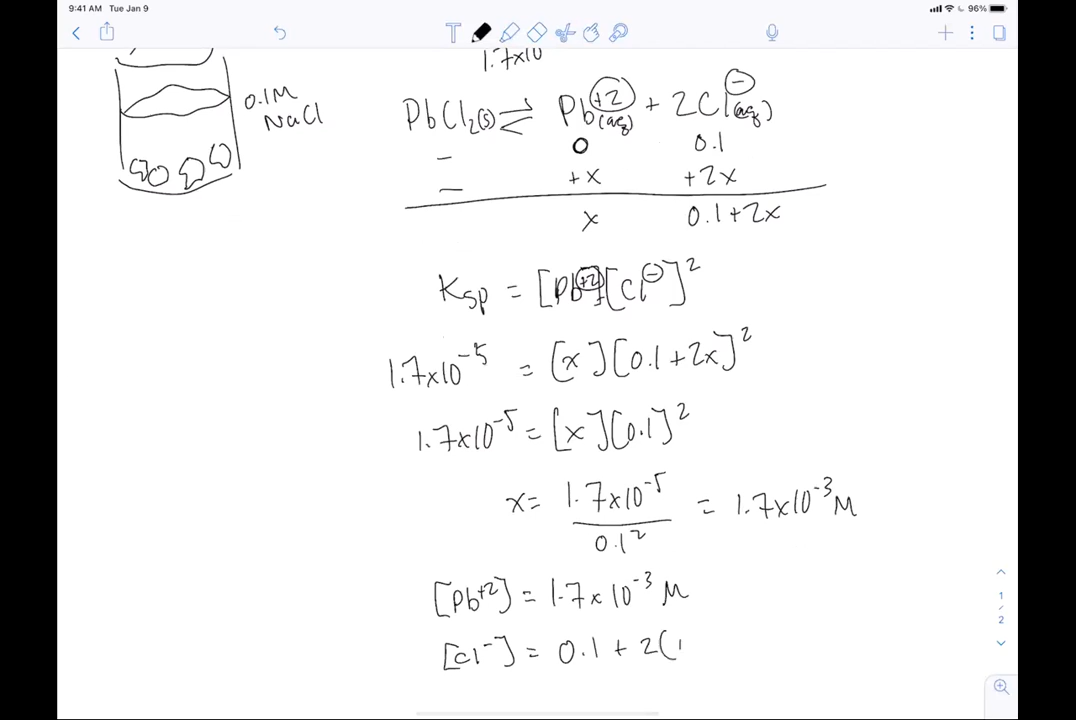 9:41 AM Tue Jan 9
96%
T
1.7x10
0.1M
NaCl
PbCl2(s) ⇌ Pb+2(aq) + 2Cl−(aq)
− 0 0.1
− +x +2x
x 0.1+2x
Ksp = [Pb+2][Cl−]²
1.7x10⁻⁵ = [x][0.1+2x]²
1.7x10⁻⁵ = [x][0.1]²
x = 1.7x10⁻⁵ / 0.1² = 1.7x10⁻³ M
[Pb+2] = 1.7x10⁻³ M
[Cl−] = 0.1 + 2(
1
/
2